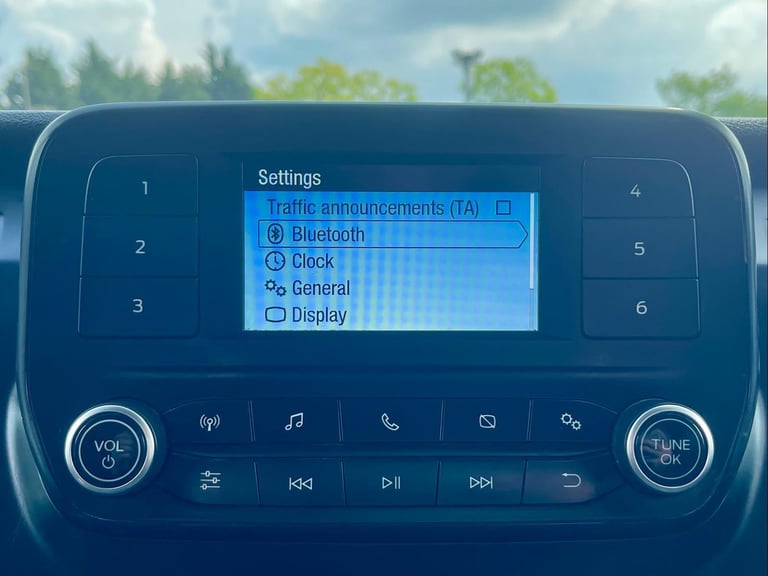 Settings
Traffic announcements (TA)
Bluetooth
Clock
General
Display
1
2
3
4
5
6
VOL
TUNE
OK